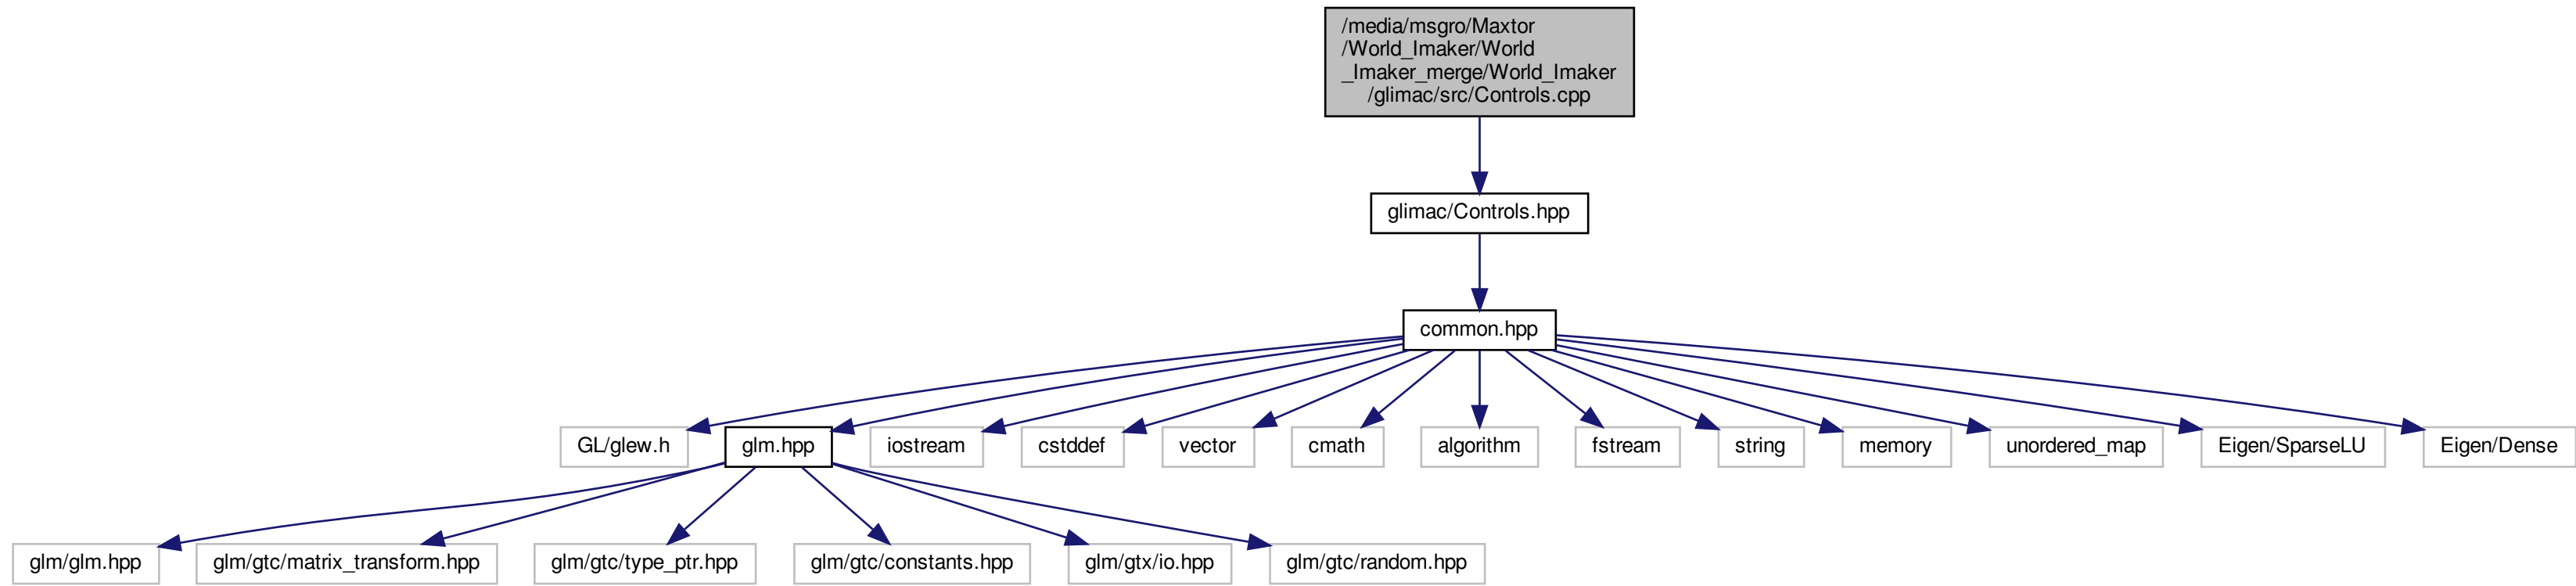 /media/msgro/Maxtor
/World_Imaker/World
_Imaker_merge/World_Imaker
/glimac/src/Controls.cpp
glimac/Controls.hpp
common.hpp
GL/glew.h
glm.hpp
iostream
cstddef
vector
cmath
algorithm
fstream
string
memory
unordered_map
Eigen/SparseLU
Eigen/Dense
glm/glm.hpp
glm/gtc/matrix_transform.hpp
glm/gtc/type_ptr.hpp
glm/gtc/constants.hpp
glm/gtx/io.hpp
glm/gtc/random.hpp